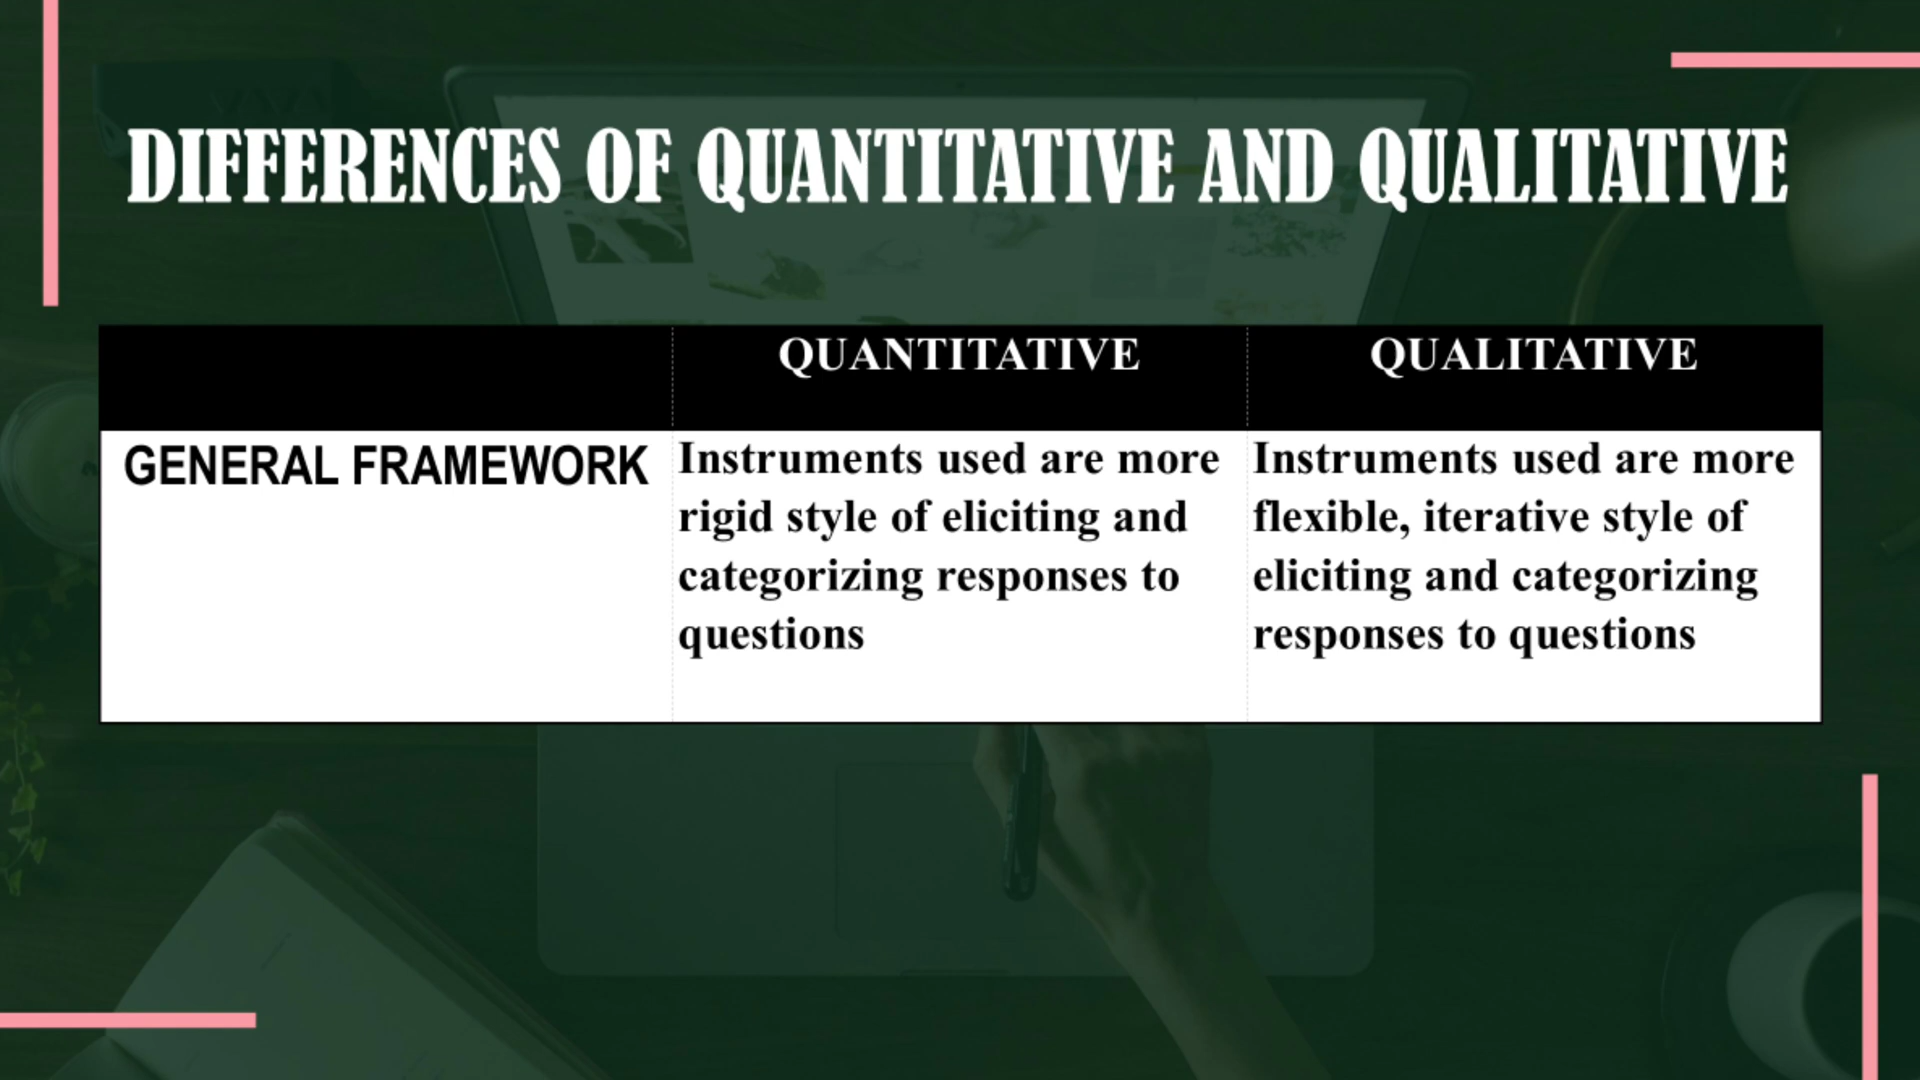 DIFFERENCES OF QUANTITATIVE AND QUALITATIVE
QUANTITATIVE
QUALITATIVE
GENERAL FRAMEWORK
Instruments used are more
rigid style of eliciting and
categorizing responses to
questions
Instruments used are more
flexible, iterative style of
eliciting and categorizing
responses to questions